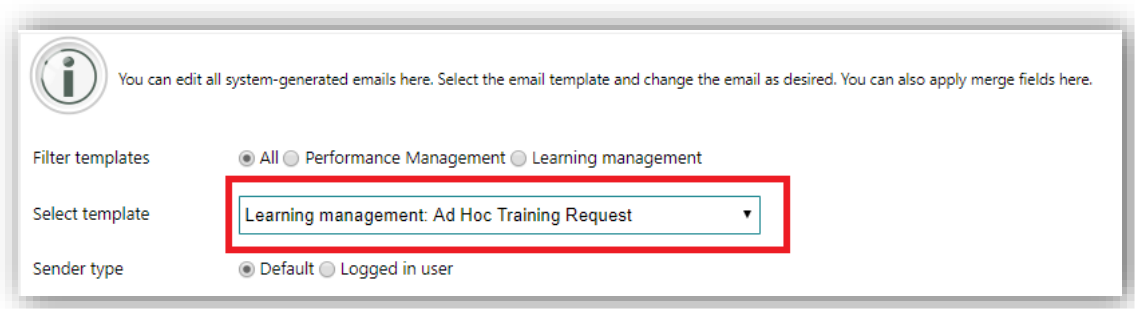 You can edit all system-generated emails here. Select the email template and change the email as desired. You can also apply merge fields here.
Filter templates All Performance Management Learning management
Select template Learning management: Ad Hoc Training Request
Sender type Default Logged in user